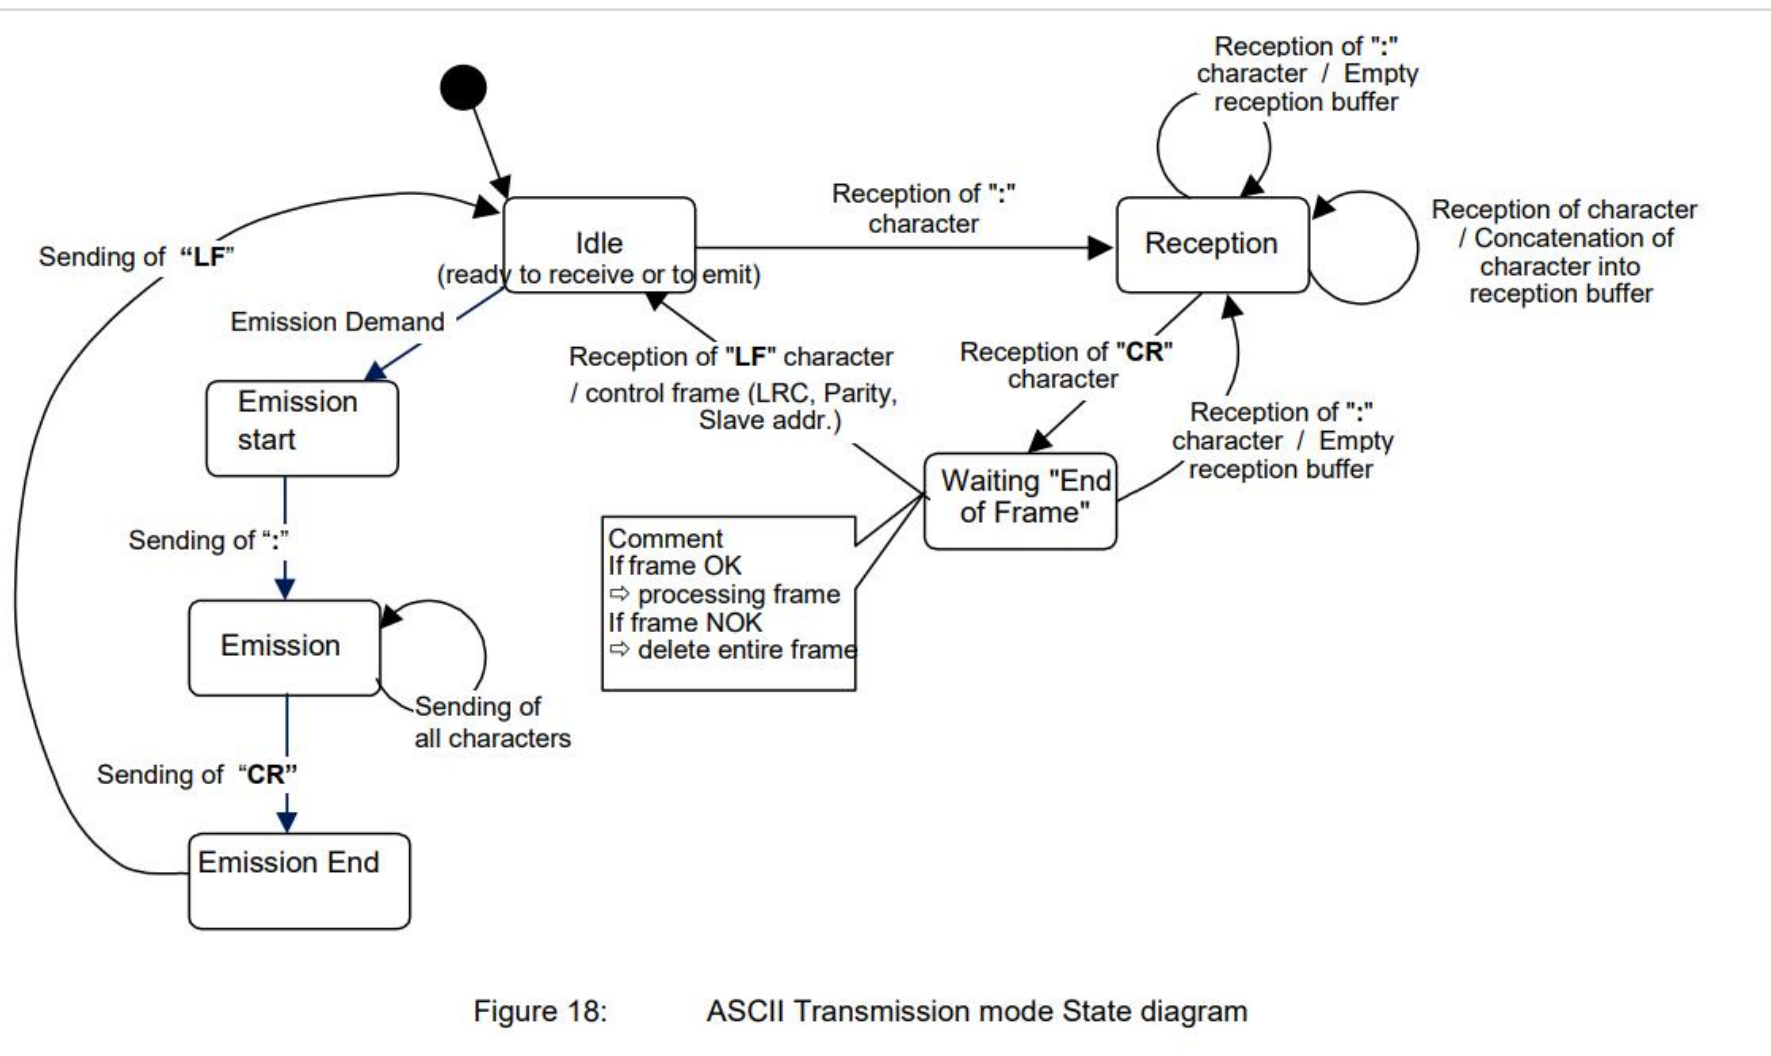 Reception of ":"
character / Empty
reception buffer
Reception of ":"
character
Reception of character
/ Concatenation of
character into
reception buffer
Idle
(ready to receive or to emit)
Reception
Sending of “LF”
Emission Demand
Reception of "LF" character
/ control frame (LRC, Parity,
Slave addr.)
Reception of "CR"
character
Reception of ":"
character / Empty
reception buffer
Emission
start
Waiting "End
of Frame"
Sending of “:”
Comment
If frame OK
⇨ processing frame
If frame NOK
⇨ delete entire frame
Emission
Sending of
all characters
Sending of “CR”
Emission End
Figure 18: ASCII Transmission mode State diagram